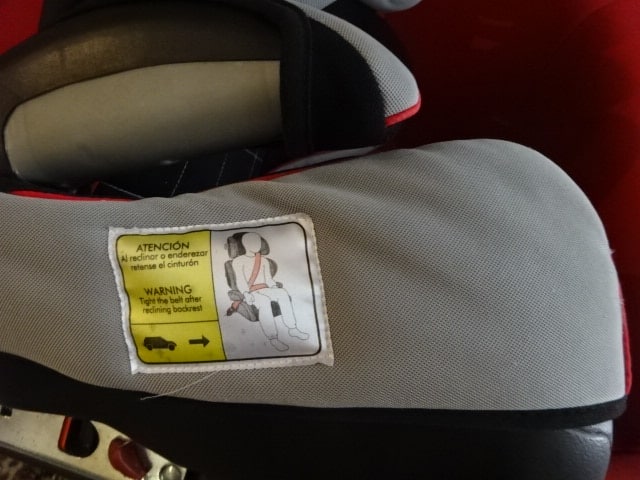 ATENCIÓN
Al reclinar o enderezar
retense el cinturón
WARNING
Tight the belt after
reclining backrest